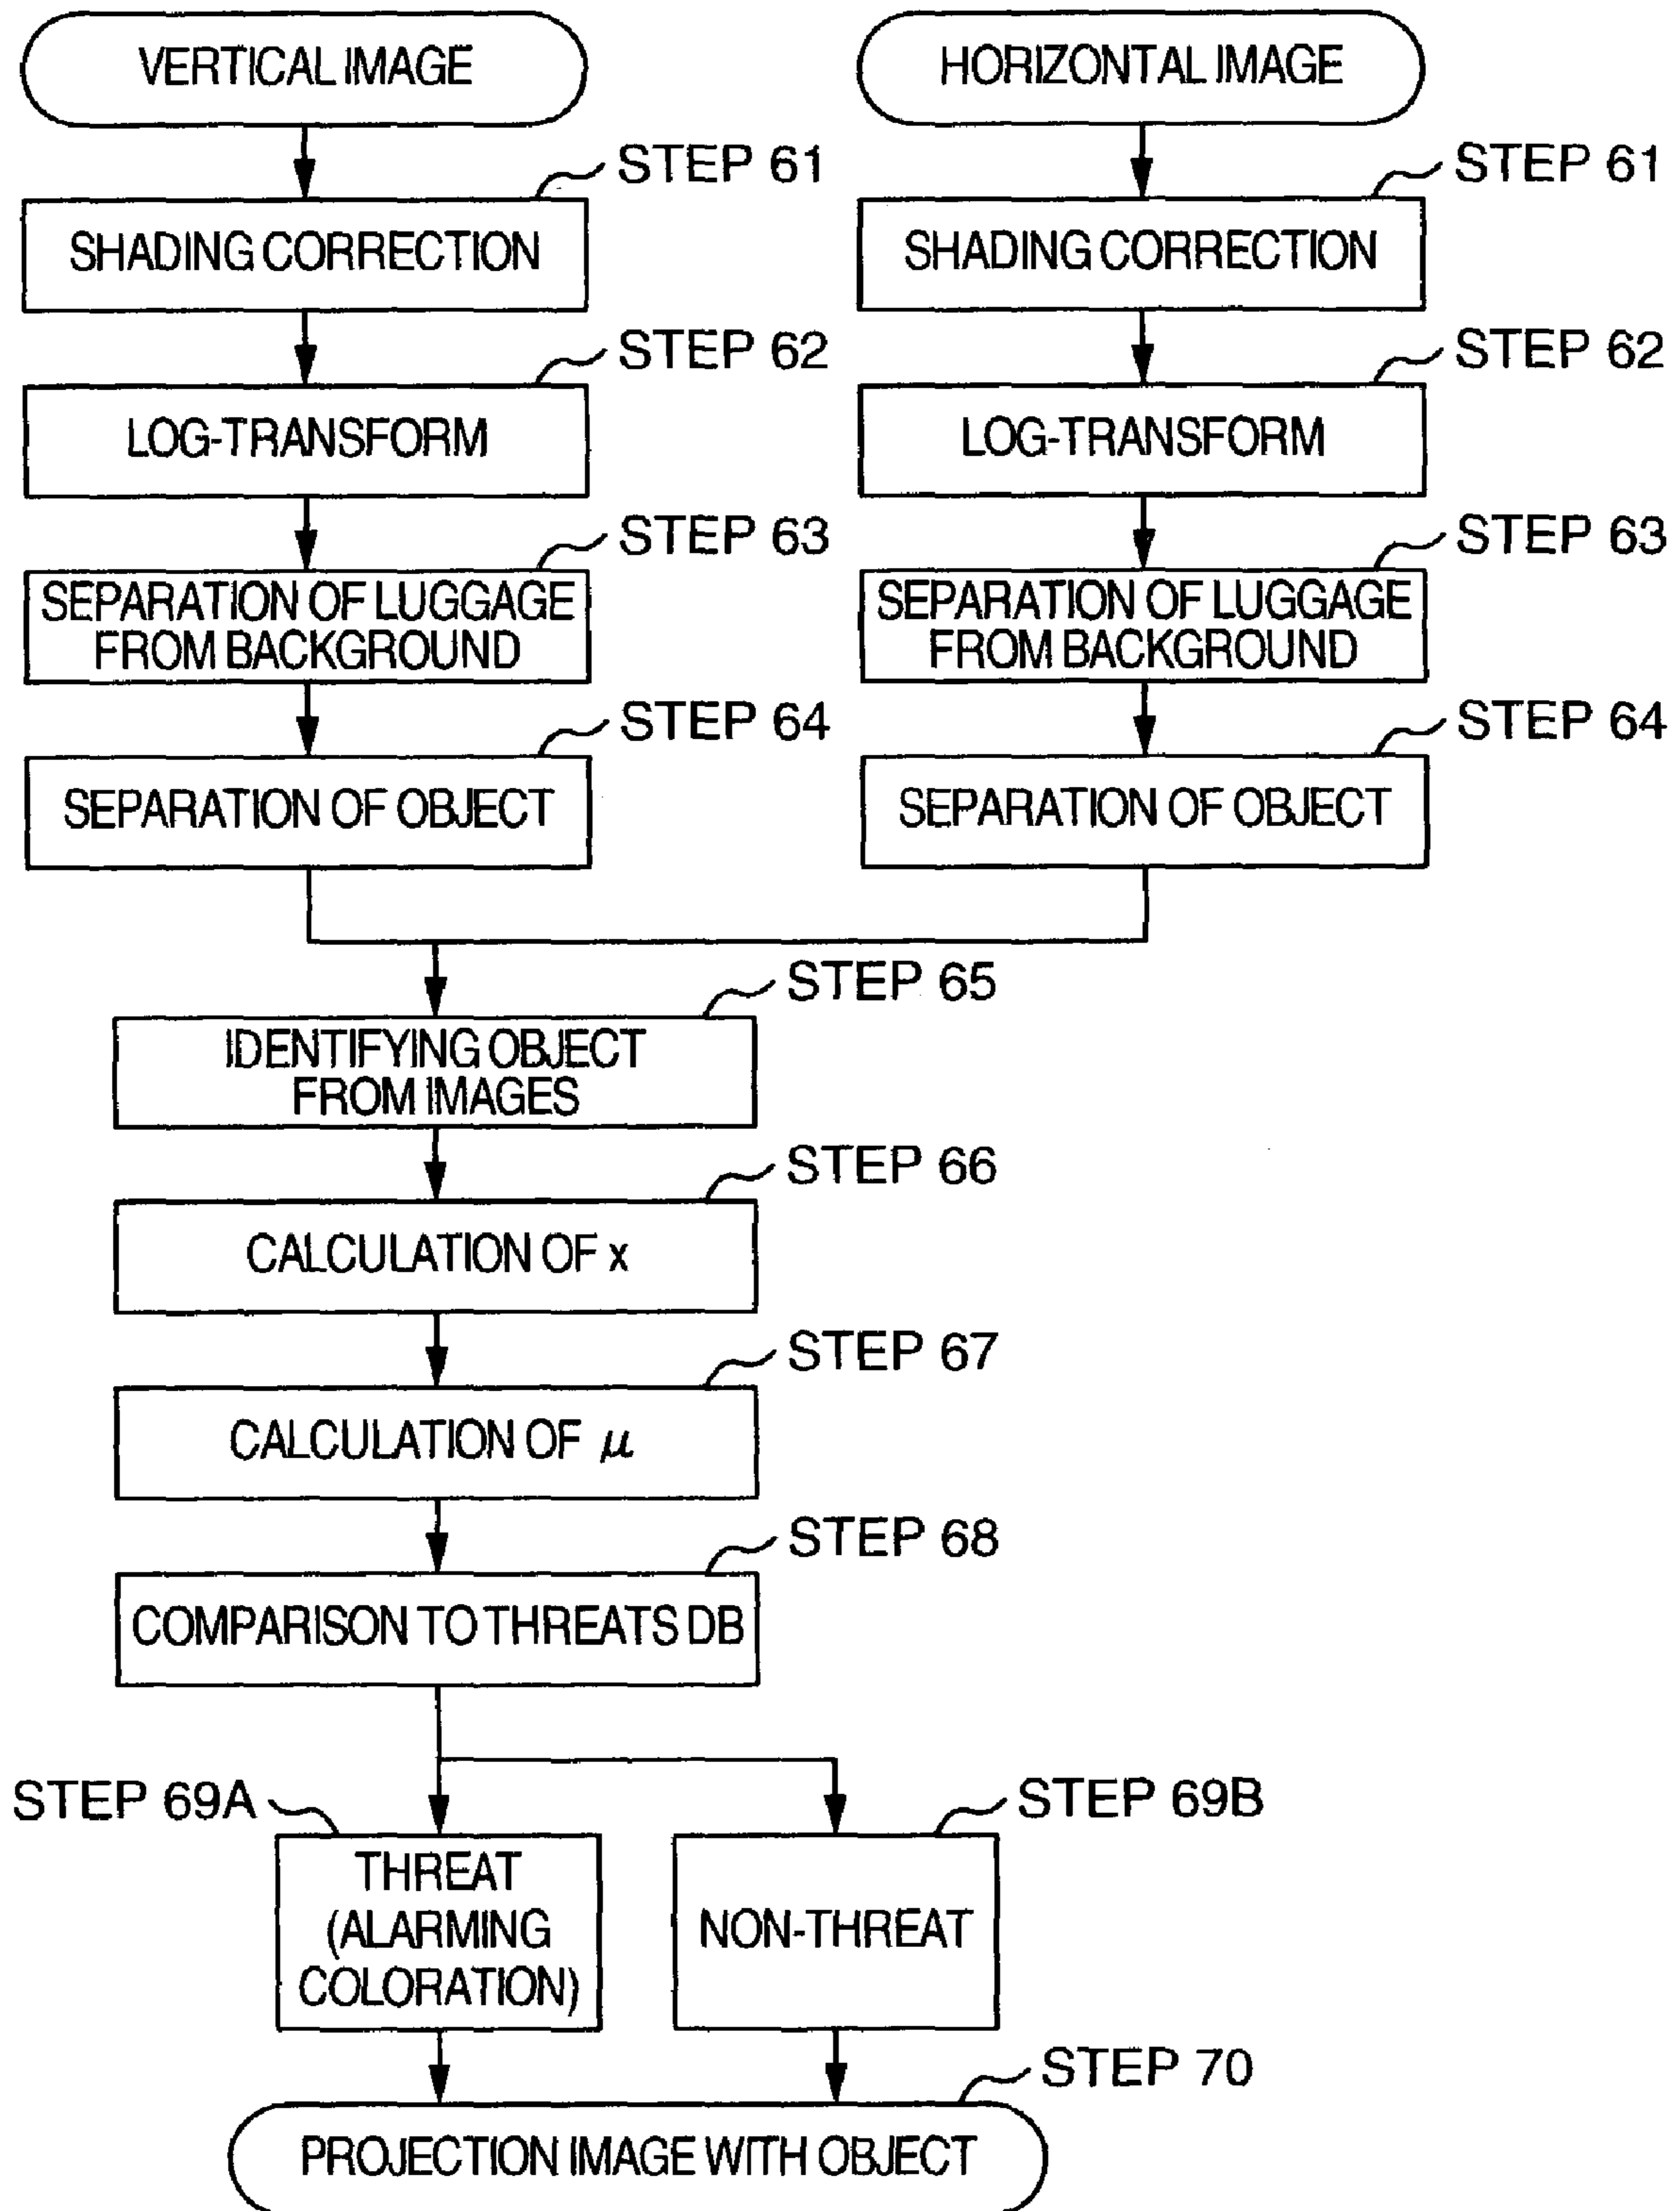 VERTICAL IMAGE
HORIZONTAL IMAGE
STEP 61
STEP 61
SHADING CORRECTION
SHADING CORRECTION
STEP 62
STEP 62
LOG-TRANSFORM
LOG-TRANSFORM
STEP 63
STEP 63
SEPARATION OF LUGGAGE
FROM BACKGROUND
SEPARATION OF LUGGAGE
FROM BACKGROUND
STEP 64
STEP 64
SEPARATION OF OBJECT
SEPARATION OF OBJECT
STEP 65
IDENTIFYING OBJECT
FROM IMAGES
STEP 66
CALCULATION OF x
STEP 67
CALCULATION OF μ
STEP 68
COMPARISON TO THREATS DB
STEP 69A
STEP 69B
THREAT
(ALARMING
COLORATION)
NON-THREAT
STEP 70
PROJECTION IMAGE WITH OBJECT